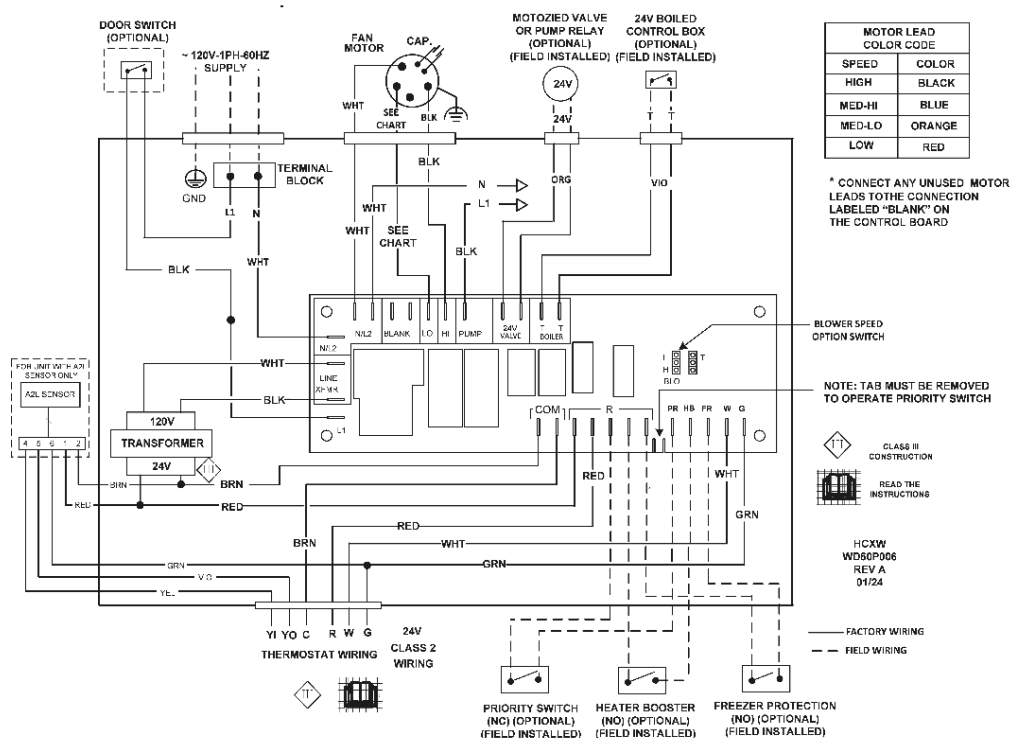 DOOR SWITCH
(OPTIONAL)
~ 120V-1PH-60HZ
SUPPLY
FAN
MOTOR
CAP.
MOTOZIED VALVE
OR PUMP RELAY
(OPTIONAL)
(FIELD INSTALLED)
24V BOILED
CONTROL BOX
(OPTIONAL)
(FIELD INSTALLED)
MOTOR LEAD
COLOR CODE
SPEED COLOR
HIGH BLACK
MED-HI BLUE
MED-LO ORANGE
LOW RED
* CONNECT ANY UNUSED MOTOR
LEADS TOTHE CONNECTION
LABELED “BLANK” ON
THE CONTROL BOARD
WHT
SEE
CHART
BLK
24V
24V
T T
TERMINAL
BLOCK
GND
L1
N
BLK
WHT
WHT
WHT
SEE
CHART
BLK
N
L1
BLK
ORG
VIO
N/L2
BLANK
LO
HI
PUMP
24V
VALVE
T T
BOILER
N/L2
LINE
XFMR
L1
WHT
BLK
I
H
BLO
T
BLOWER SPEED
OPTION SWITCH
NOTE: TAB MUST BE REMOVED
TO OPERATE PRIORITY SWITCH
COM
R
PR HB FR W G
FOR UNIT WITH A2L
SENSOR ONLY
A2L SENSOR
4 5 6 1 2
120V
TRANSFORMER
24V
BRN
BRN
RED
RED
RED
WHT
GRN
RED
BRN
WHT
GRN
GRN
VIO
YEL
CLASS III
CONSTRUCTION
READ THE
INSTRUCTIONS
HCXW
WD60P006
REV A
01/24
YI YO C R W G
THERMOSTAT WIRING
24V
CLASS 2
WIRING
FACTORY WIRING
FIELD WIRING
PRIORITY SWITCH
(NC) (OPTIONAL)
(FIELD INSTALLED)
HEATER BOOSTER
(NO) (OPTIONAL)
(FIELD INSTALLED)
FREEZER PROTECTION
(NO) (OPTIONAL)
(FIELD INSTALLED)